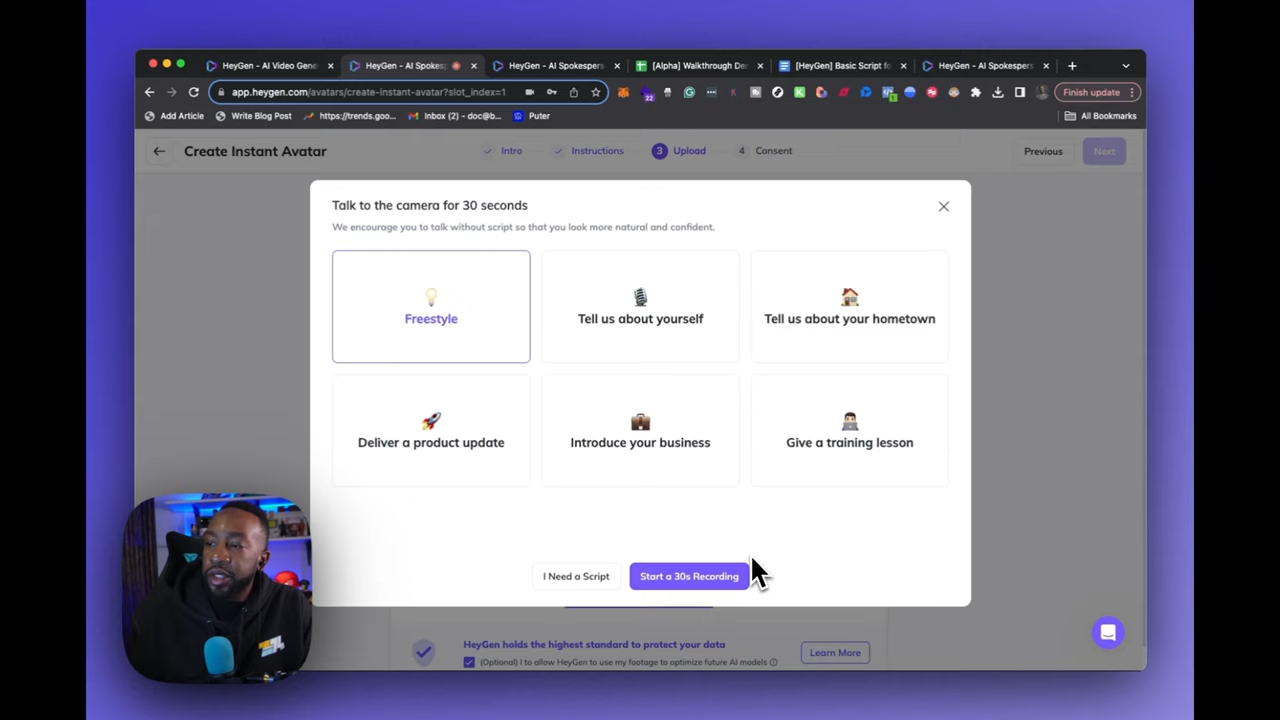 HeyGen - AI Video Gene
HeyGen - AI Spokesp
HeyGen - AI Spokespers
[Alpha] Walkthrough De
[HeyGen] Basic Script fo
HeyGen - AI Spokespers
app.heygen.com/avatars/create-instant-avatar?slot_index=1
22
1
Finish update
Add Article
Write Blog Post
https://trends.goo...
Inbox (2) - doc@b...
Puter
All Bookmarks
Create Instant Avatar
Intro
Instructions
3 Upload
4 Consent
Previous
Next
Talk to the camera for 30 seconds
We encourage you to talk without script so that you look more natural and confident.
Freestyle
Tell us about yourself
Tell us about your hometown
Deliver a product update
Introduce your business
Give a training lesson
I Need a Script
Start a 30s Recording
HeyGen holds the highest standard to protect your data
(Optional) I to allow HeyGen to use my footage to optimize future AI models
Learn More